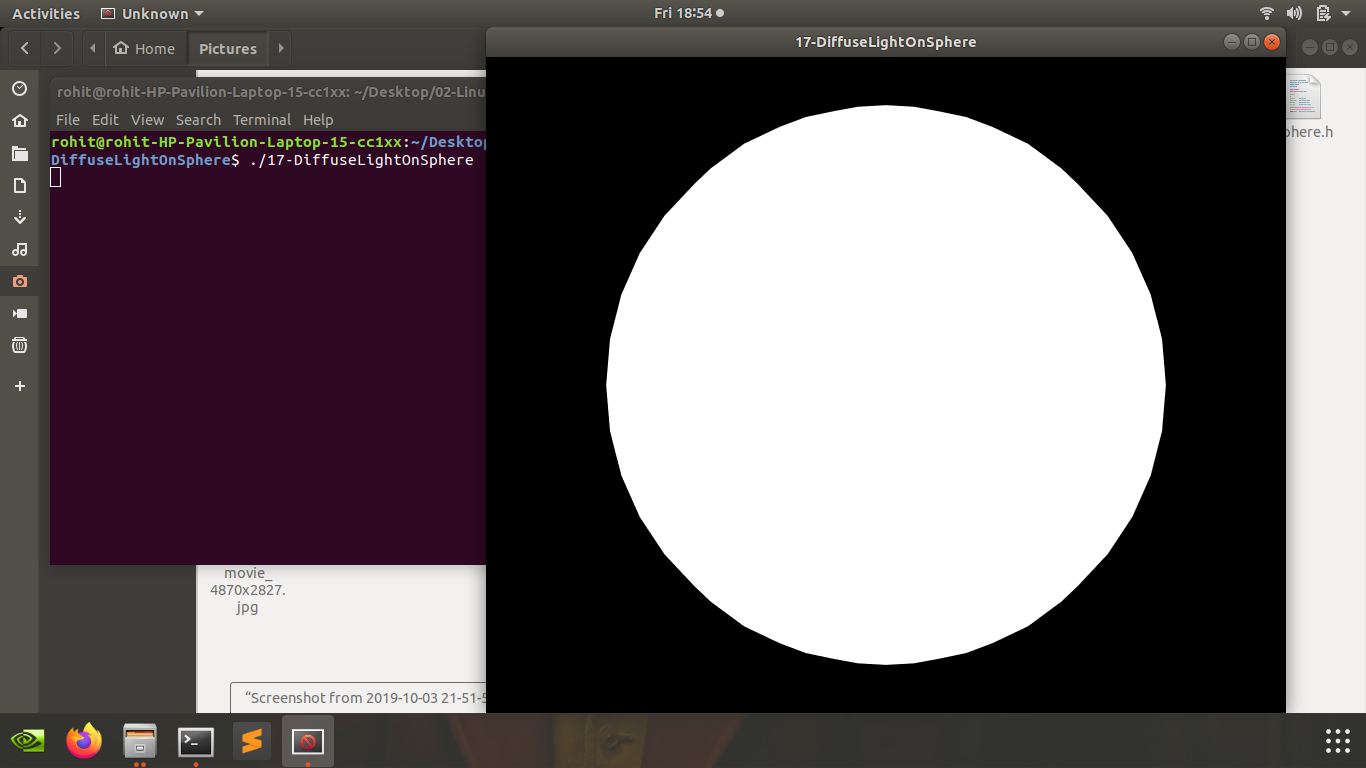 Activities Unknown Fri 18:54
Home Pictures
17-DiffuseLightOnSphere
rohit@rohit-HP-Pavilion-Laptop-15-cc1xx: ~/Desktop/02-Linu
File Edit View Search Terminal Help
rohit@rohit-HP-Pavilion-Laptop-15-cc1xx:~/Deskto
DiffuseLightOnSphere$ ./17-DiffuseLightOnSphere
phere.h
movie_
4870x2827.
jpg
“Screenshot from 2019-10-03 21-51-5